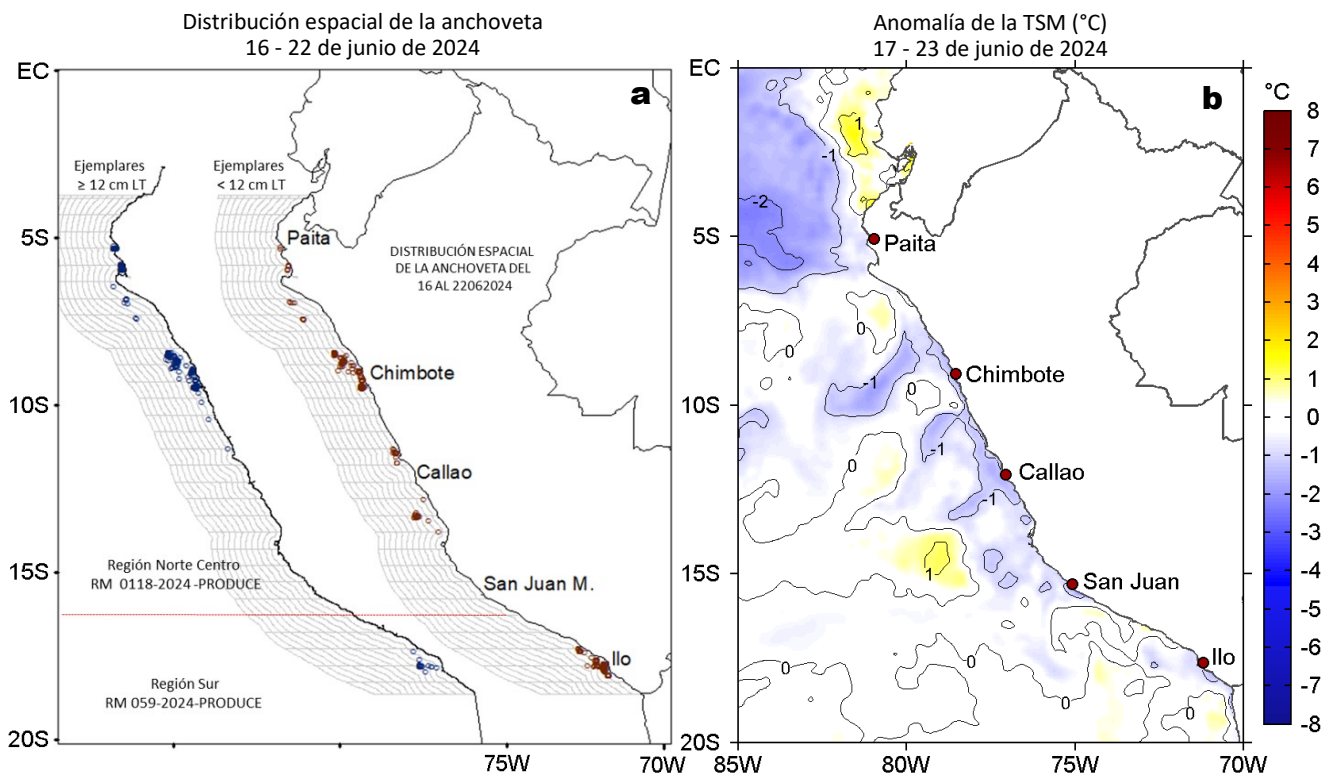 Distribución espacial de la anchoveta
16 - 22 de junio de 2024
EC
5S
10S
15S
20S
75W
70W
a
Ejemplares
≥ 12 cm LT
Ejemplares
< 12 cm LT
Paita
DISTRIBUCIÓN ESPACIAL
DE LA ANCHOVETA DEL
16 AL 22062024
Chimbote
Callao
Región Norte Centro
RM 0118-2024 -PRODUCE
San Juan M.
Ilo
Región Sur
RM 059-2024-PRODUCE
Anomalía de la TSM (°C)
17 - 23 de junio de 2024
EC
5S
10S
15S
20S
85W
80W
75W
70W
b
1
-1
-2
Paita
0
0
-1
0
Chimbote
-1
0
Callao
-1
1
San Juan
Ilo
0
0
0
0
°C
8
7
6
5
4
3
2
1
0
-1
-2
-3
-4
-5
-6
-7
-8